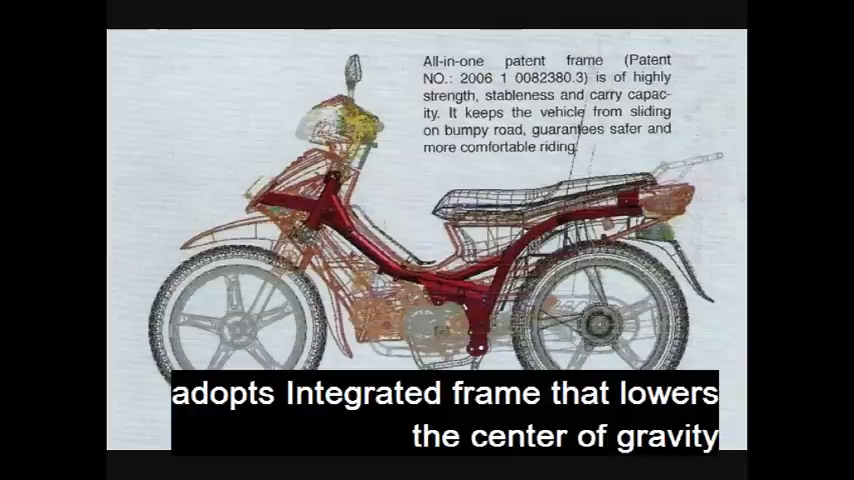 All-in-one patent frame (Patent
NO.: 2006 1 0082380.3) is of highly
strength, stableness and carry capac-
ity. It keeps the vehicle from sliding
on bumpy road, guarantees safer and
more comfortable riding.
adopts Integrated frame that lowers
the center of gravity